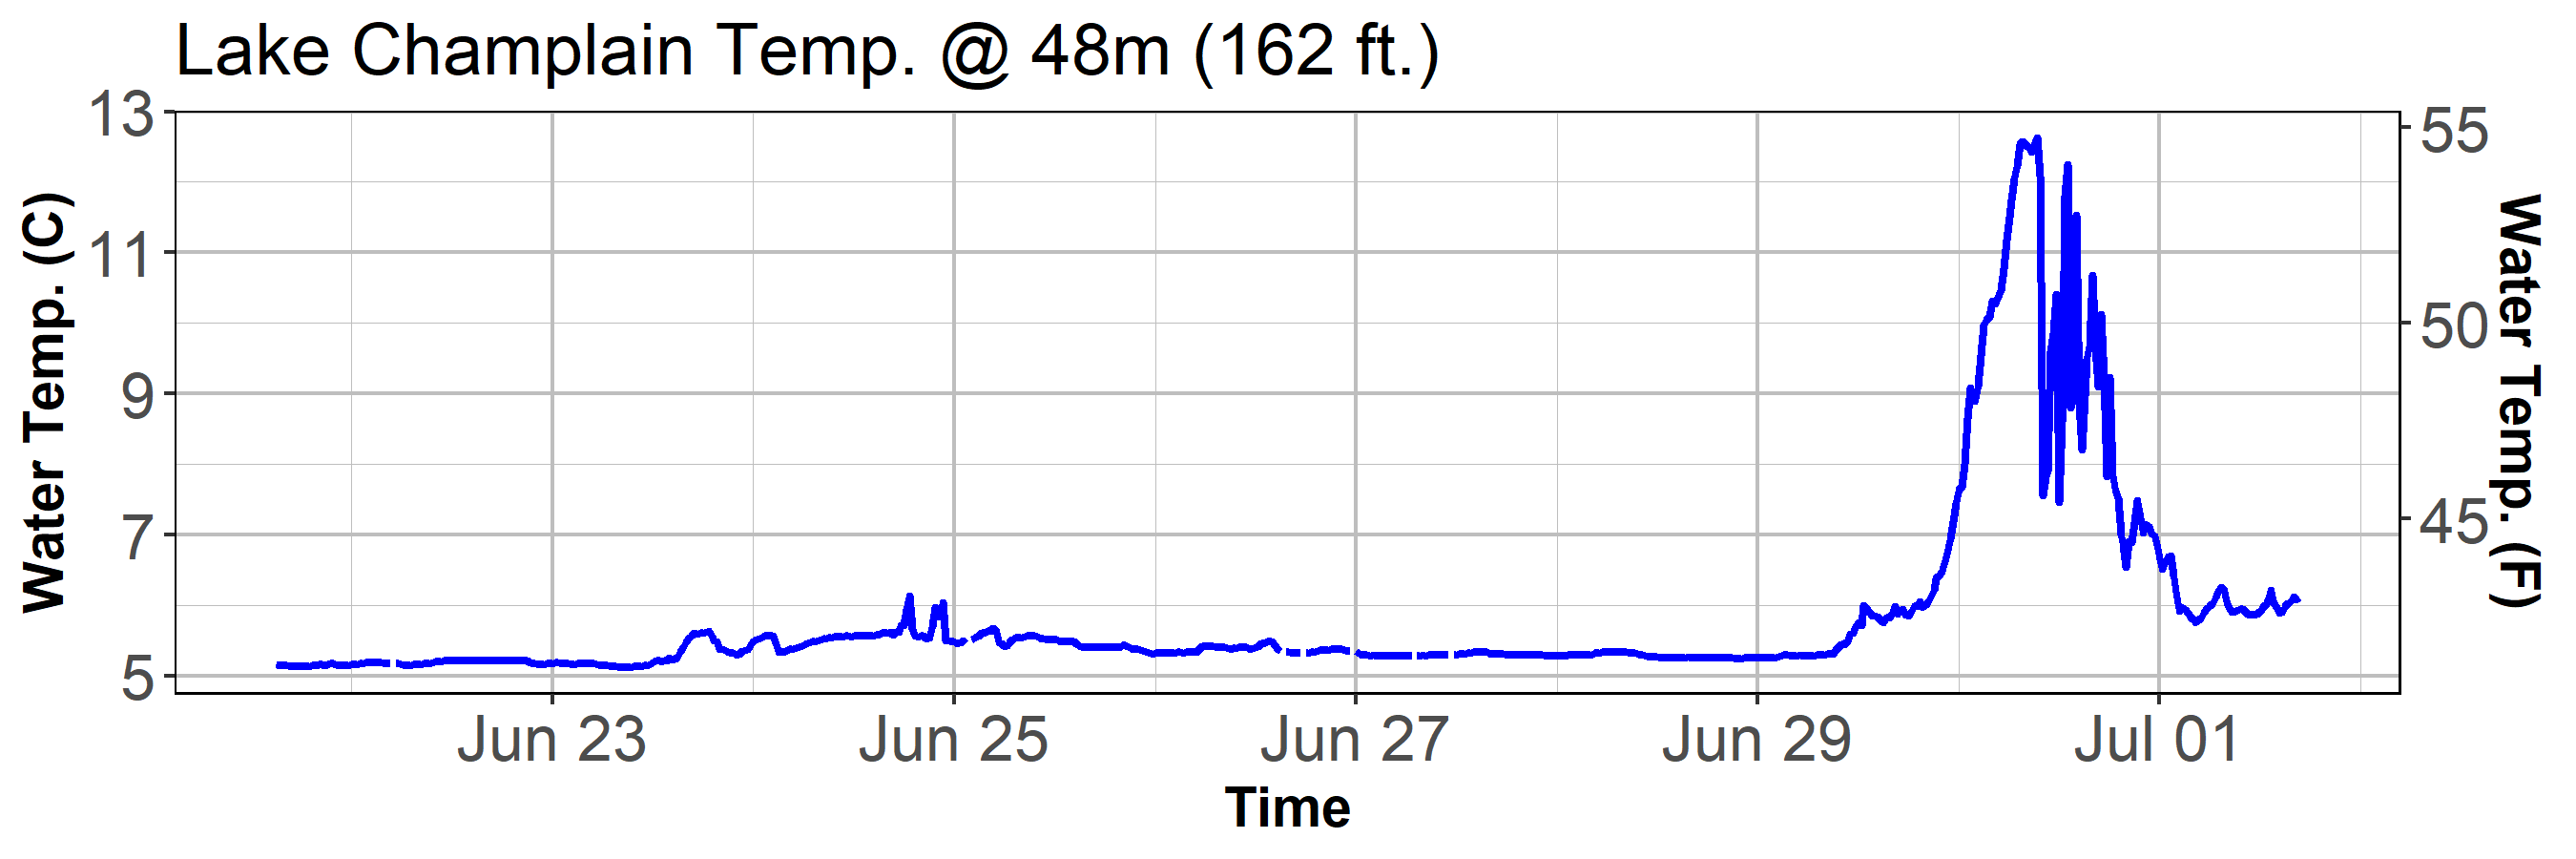 Lake Champlain Temp. @ 48m (162 ft.)
13
11
9
7
5
Water Temp. (C)
55
50
45
Water Temp. (F)
Jun 23 Jun 25 Jun 27 Jun 29 Jul 01
Time